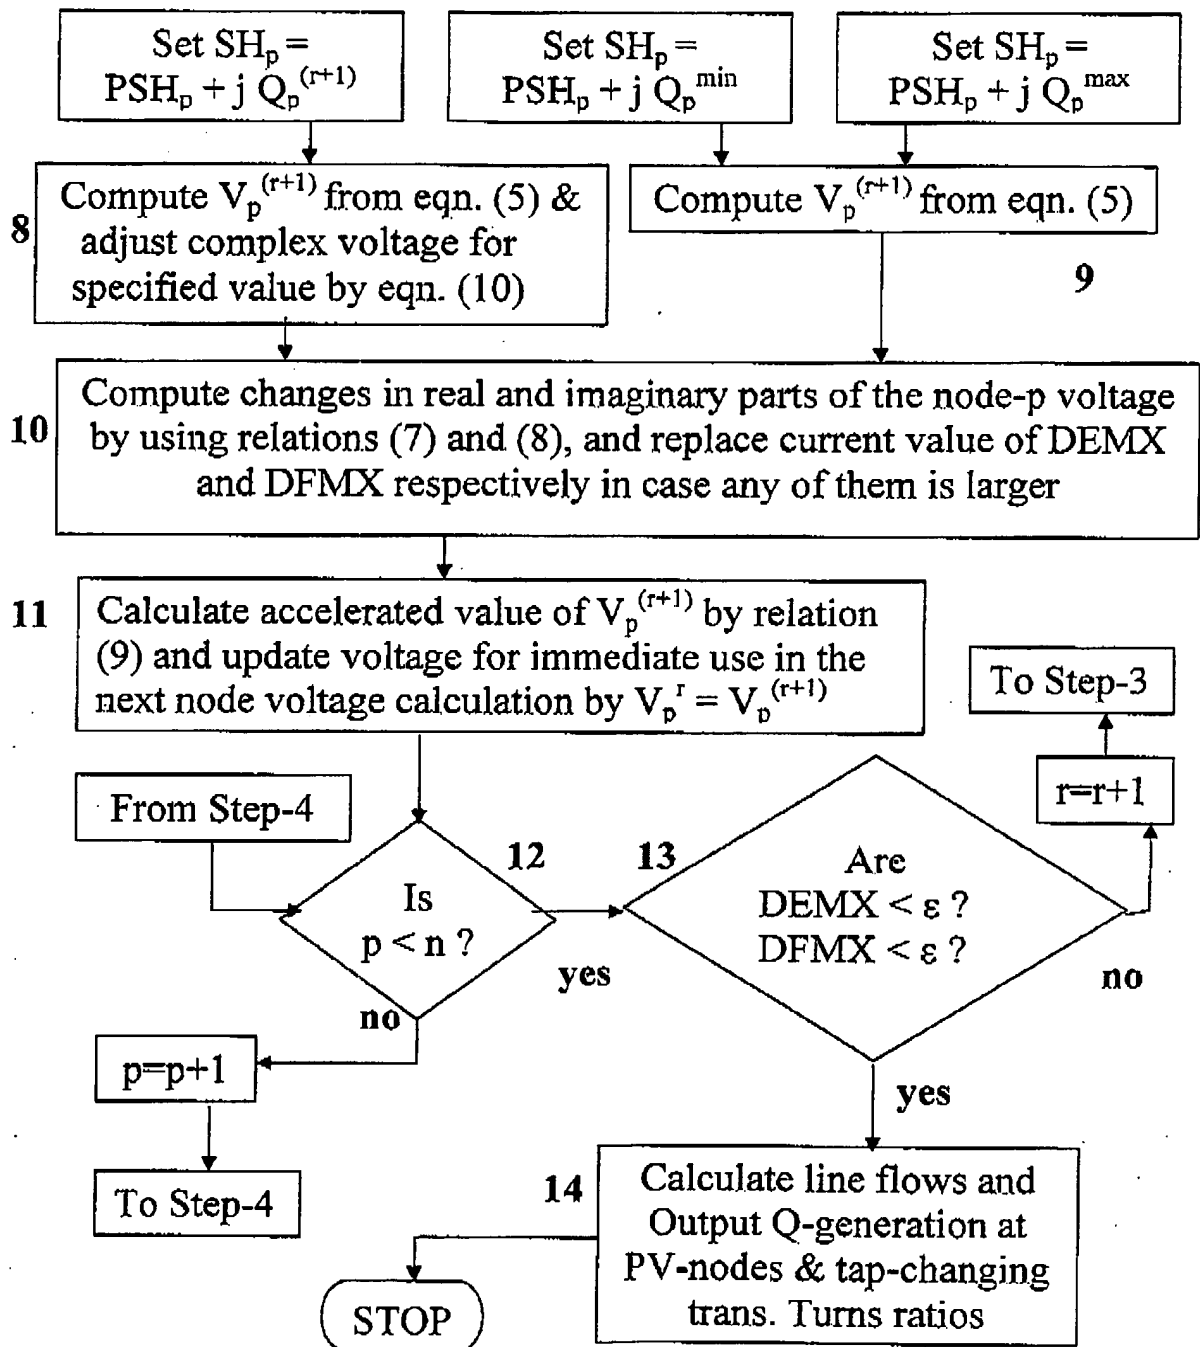 Set SHₚ =
PSHₚ + j Qₚ⁽ʳ⁺¹⁾
Set SHₚ =
PSHₚ + j Qₚᵐⁱⁿ
Set SHₚ =
PSHₚ + j Qₚᵐᵃˣ
8
Compute Vₚ⁽ʳ⁺¹⁾ from eqn. (5) &
adjust complex voltage for
specified value by eqn. (10)
Compute Vₚ⁽ʳ⁺¹⁾ from eqn. (5)
9
10
Compute changes in real and imaginary parts of the node-p voltage
by using relations (7) and (8), and replace current value of DEMX
and DFMX respectively in case any of them is larger
11
Calculate accelerated value of Vₚ⁽ʳ⁺¹⁾ by relation
(9) and update voltage for immediate use in the
next node voltage calculation by Vₚʳ = Vₚ⁽ʳ⁺¹⁾
To Step-3
r=r+1
From Step-4
12
Is
p < n ?
yes
no
13
Are
DEMX < ε ?
DFMX < ε ?
no
yes
p=p+1
To Step-4
14
Calculate line flows and
Output Q-generation at
PV-nodes & tap-changing
trans. Turns ratios
STOP